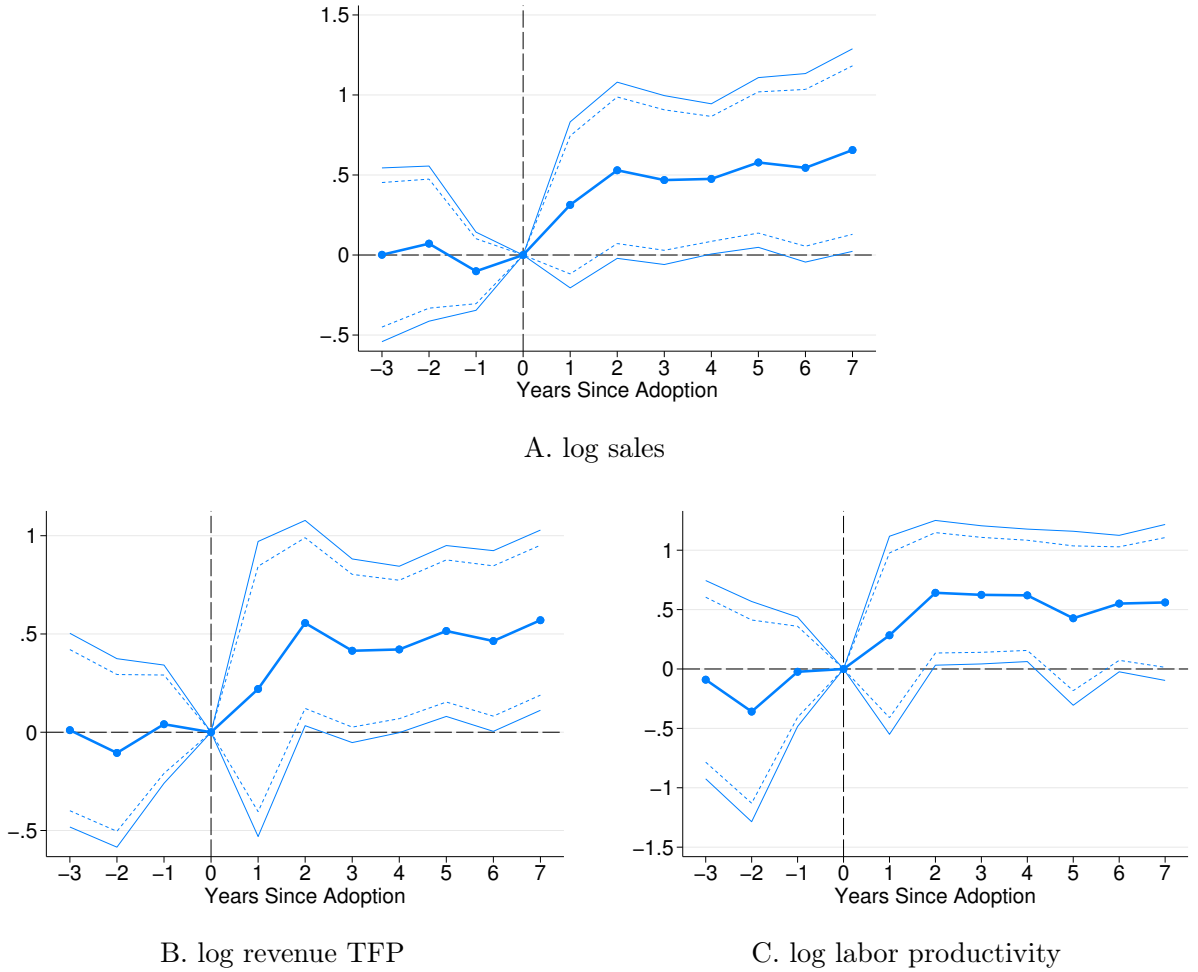 1.5
1
.5
0
−.5
−3 −2 −1 0 1 2 3 4 5 6 7
Years Since Adoption
A. log sales
1
.5
0
−.5
−3 −2 −1 0 1 2 3 4 5 6 7
Years Since Adoption
B. log revenue TFP
1
.5
0
−.5
−1
−1.5
−3 −2 −1 0 1 2 3 4 5 6 7
Years Since Adoption
C. log labor productivity